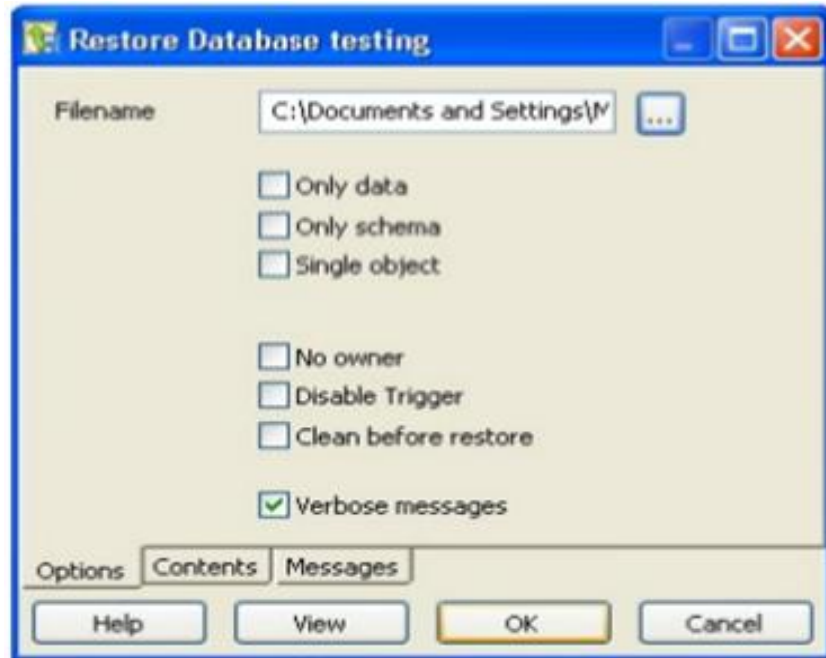 Restore Database testing
Filename C:\Documents and Settings\M ...
Only data
Only schema
Single object
No owner
Disable Trigger
Clean before restore
Verbose messages
Options Contents Messages
Help View OK Cancel